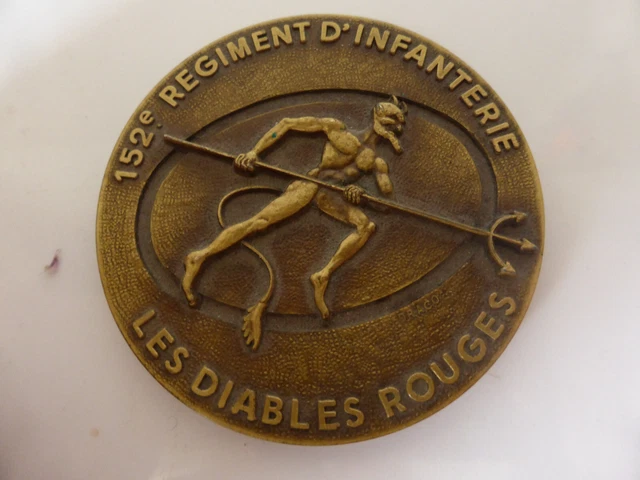 152e REGIMENT D'INFANTERIE
LES DIABLES ROUGES